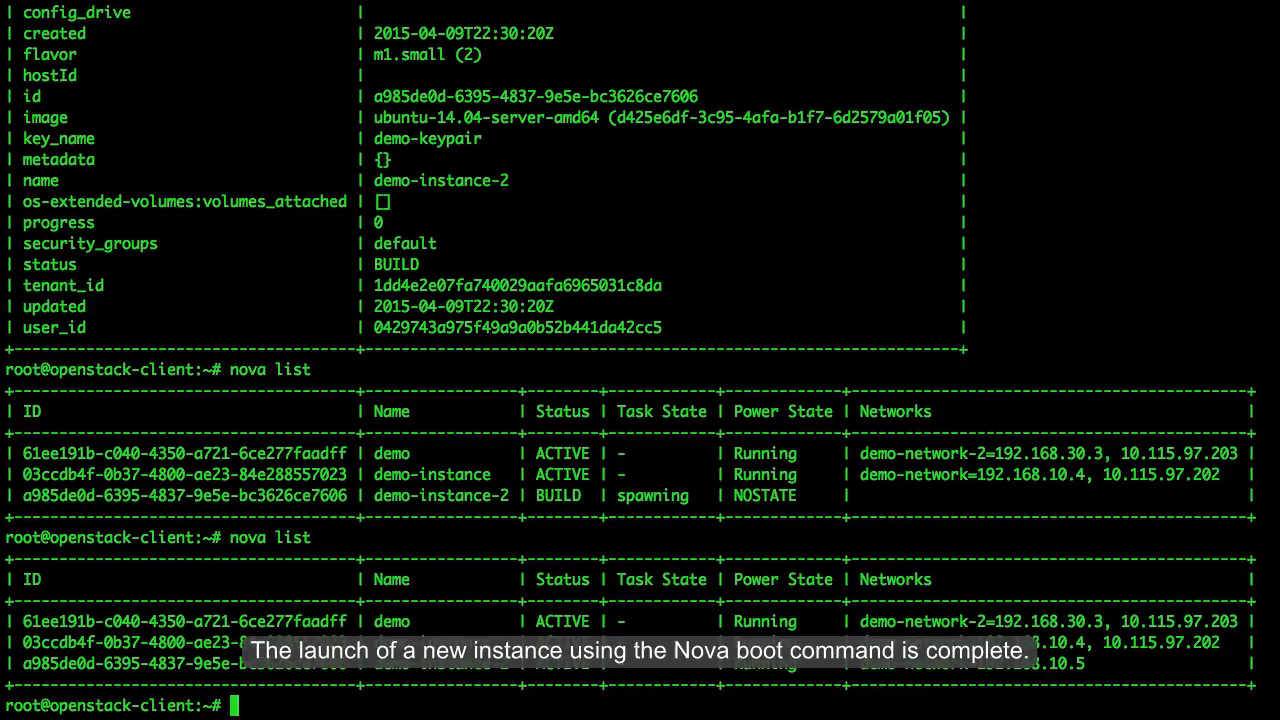 | config_drive | |
| created | 2015-04-09T22:30:20Z |
| flavor | m1.small (2) |
| hostId | |
| id | a985de0d-6395-4837-9e5e-bc3626ce7606 |
| image | ubuntu-14.04-server-amd64 (d425e6df-3c95-4afa-b1f7-6d2579a01f05) |
| key_name | demo-keypair |
| metadata | {} |
| name | demo-instance-2 |
| os-extended-volumes:volumes_attached | [] |
| progress | 0 |
| security_groups | default |
| status | BUILD |
| tenant_id | 1dd4e2e07fa740029aafa6965031c8da |
| updated | 2015-04-09T22:30:20Z |
| user_id | 0429743a975f49a9a0b52b441da42cc5 |
root@openstack-client:~# nova list
| ID | Name | Status | Task State | Power State | Networks |
| 61ee191b-c040-4350-a721-6ce277faadff | demo | ACTIVE | - | Running | demo-network-2=192.168.30.3, 10.115.97.203 |
| 03ccdb4f-0b37-4800-ae23-84e288557023 | demo-instance | ACTIVE | - | Running | demo-network=192.168.10.4, 10.115.97.202 |
| a985de0d-6395-4837-9e5e-bc3626ce7606 | demo-instance-2 | BUILD | spawning | NOSTATE | |
root@openstack-client:~# nova list
| ID | Name | Status | Task State | Power State | Networks |
| 61ee191b-c040-4350-a721-6ce277faadff | demo | ACTIVE | - | Running | demo-network-2=192.168.30.3, 10.115.97.203 |
| 03ccdb4f-0b37-4800-ae23-84 .10.4, 10.115.97.202 |
The launch of a new instance using the Nova boot command is complete.
| a985de0d-6395-4837-9e5e-bc .10.5 |
root@openstack-client:~#